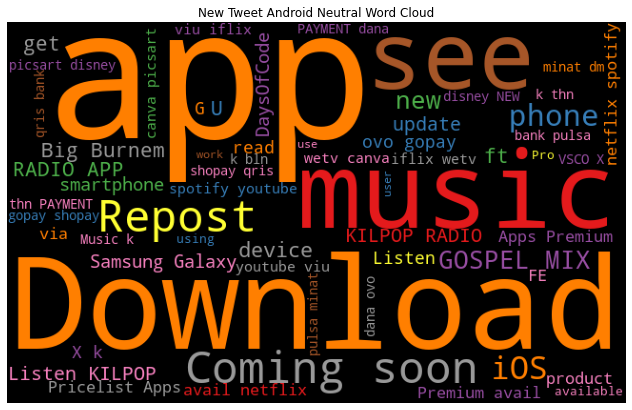 New Tweet Android Neutral Word Cloud
viu iflix
PAYMENT dana
app
see
get
picsart disney
canva picsart
DaysOfCode
minat dm
netflix spotify
qris bank
G
U
new
disney NEW
k thn
phone
update
bank pulsa
Big Burnem
read
ovo gopay
use
work
k bln
wetv canva
iflix wetv
ft
Pro
VSCO X
RADIO APP
shopay qris
smartphone
spotify youtube
user
music
thn PAYMENT
gopay shopay
Repost
via
Music k
using
KILPOP RADIO
Apps Premium
device
Samsung Galaxy
youtube viu
Listen
GOSPEL MIX
FE
Download
pulsa minat
dana ovo
X k
Coming soon
iOS
Listen KILPOP
product
Pricelist Apps
avail netflix
Premium avail
available